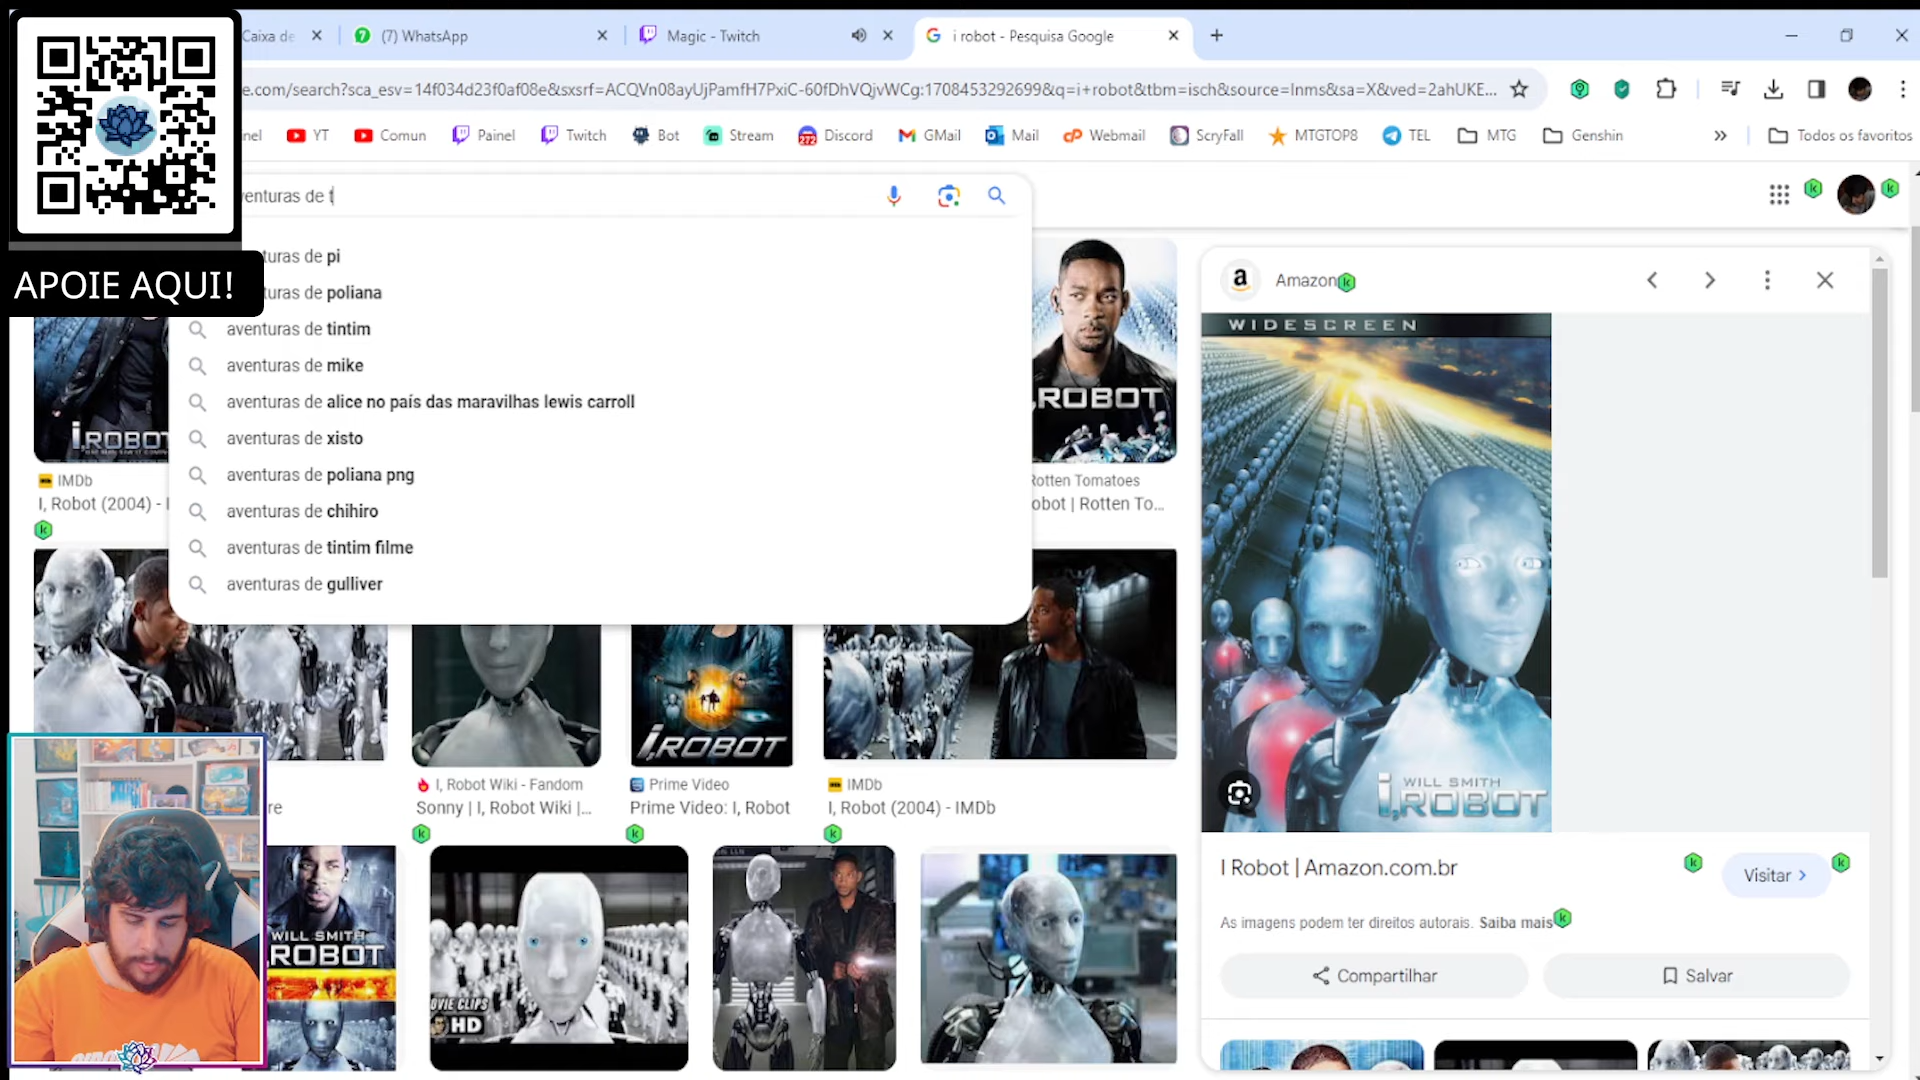 Caixa de
(7) WhatsApp
Magic - Twitch
i robot - Pesquisa Google
e.com/search?sca_esv=14f034d23f0af08e&sxsrf=ACQVn08ayUjPamfH7PxiC-60fDhVQjvWCg:1708453292699&q=i+robot&tbm=isch&source=lnms&sa=X&ved=2ahUKE...
nel
YT
Comun
Painel
Twitch
Bot
Stream
Discord
GMail
Mail
Webmail
ScryFall
MTGTOP8
TEL
MTG
Genshin
Todos os favoritos
APOIE AQUI!
venturas de t
turas de pi
turas de poliana
aventuras de tintim
aventuras de mike
aventuras de alice no país das maravilhas lewis carroll
aventuras de xisto
aventuras de poliana png
aventuras de chihiro
aventuras de tintim filme
aventuras de gulliver
I,ROBOT
IMDb
I, Robot (2004) - I
,ROBOT
Rotten Tomatoes
obot | Rotten To...
re
I, Robot Wiki - Fandom
Sonny | I, Robot Wiki |...
I,ROBOT
Prime Video
Prime Video: I, Robot
IMDb
I, Robot (2004) - IMDb
WILL SMITH
ROBOT
OVIE CLIPS
HD
Amazon
WIDESCREEN
WILL SMITH
I,ROBOT
I Robot | Amazon.com.br
Visitar
As imagens podem ter direitos autorais. Saiba mais
Compartilhar
Salvar